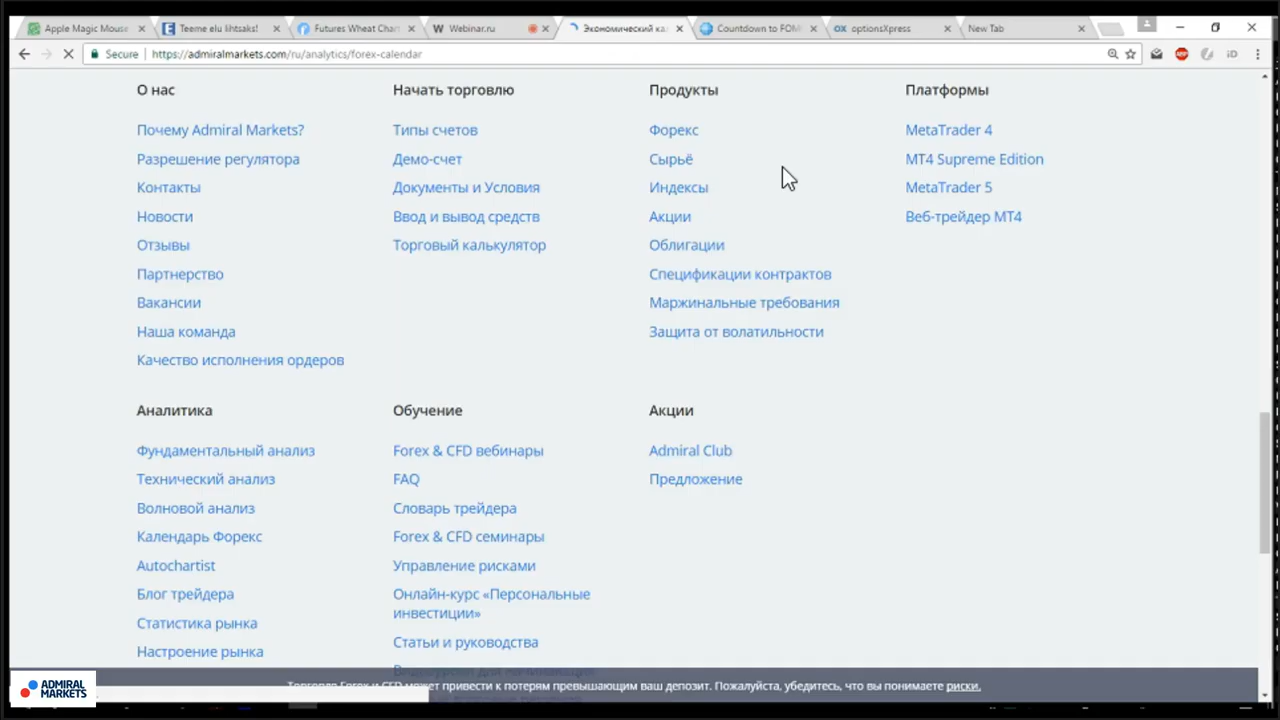 Apple Magic Mouse
Teeme elu lihtsaks!
Futures Wheat Char
Webinar.ru
Экономический ка
Countdown to FOM
optionsXpress
New Tab
Secure
https://admiralmarkets.com/ru/analytics/forex-calendar
О нас
Почему Admiral Markets?
Разрешение регулятора
Контакты
Новости
Отзывы
Партнерство
Вакансии
Наша команда
Качество исполнения ордеров
Начать торговлю
Типы счетов
Демо-счет
Документы и Условия
Ввод и вывод средств
Торговый калькулятор
Продукты
Форекс
Сырьё
Индексы
Акции
Облигации
Спецификации контрактов
Маржинальные требования
Защита от волатильности
Платформы
MetaTrader 4
MT4 Supreme Edition
MetaTrader 5
Веб-трейдер MT4
Аналитика
Фундаментальный анализ
Технический анализ
Волновой анализ
Календарь Форекс
Autochartist
Блог трейдера
Статистика рынка
Настроение рынка
Обучение
Forex & CFD вебинары
FAQ
Словарь трейдера
Forex & CFD семинары
Управление рисками
Онлайн-курс «Персональные
инвестиции»
Статьи и руководства
Акции
Admiral Club
Предложение
Торговля Forex и CFD может привести к потерям превышающим ваш депозит. Пожалуйста, убедитесь, что вы понимаете риски.
ADMIRAL
MARKETS